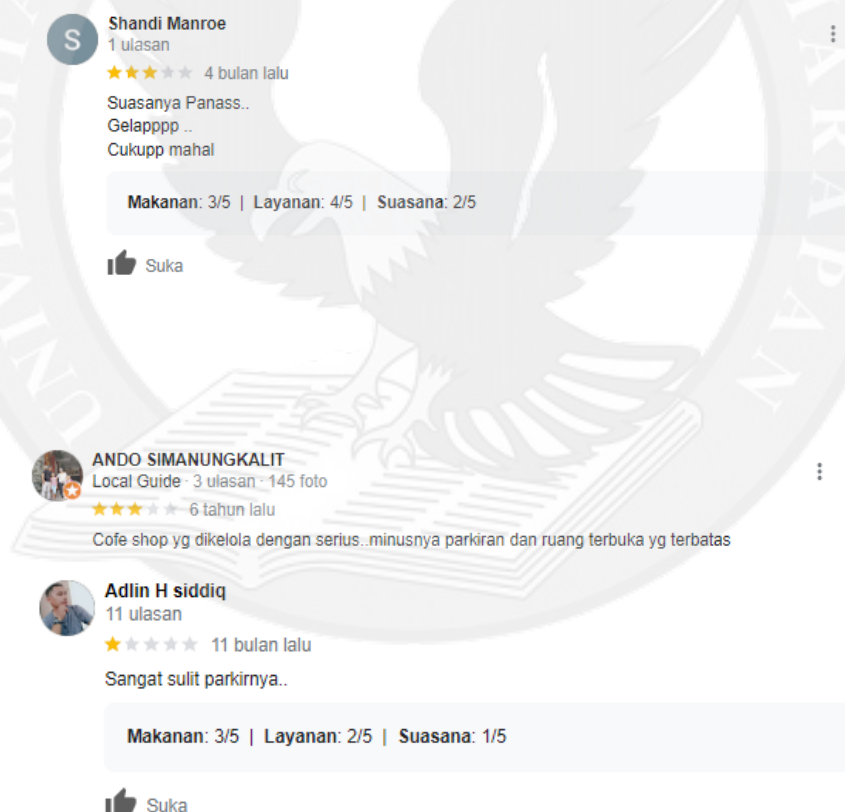 S
Shandi Manroe
1 ulasan
4 bulan lalu
Suasanya Panass..
Gelapppp ..
Cukupp mahal
Makanan: 3/5 | Layanan: 4/5 | Suasana: 2/5
Suka
ANDO SIMANUNGKALIT
Local Guide · 3 ulasan · 145 foto
6 tahun lalu
Cofe shop yg dikelola dengan serius..minusnya parkiran dan ruang terbuka yg terbatas
Adlin H siddiq
11 ulasan
11 bulan lalu
Sangat sulit parkirnya..
Makanan: 3/5 | Layanan: 2/5 | Suasana: 1/5
Suka